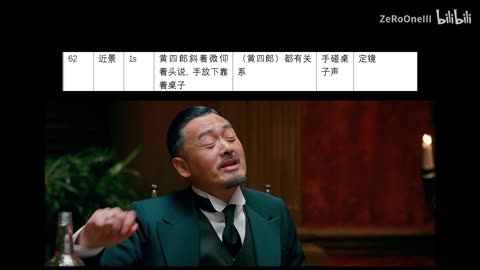 ZeRoOneIII bilibili
62 近景 1s 黄四郎斜着微仰 （黄四郎）都有关 手碰桌 定镜
着头说，手放下靠 系 子声
着桌子